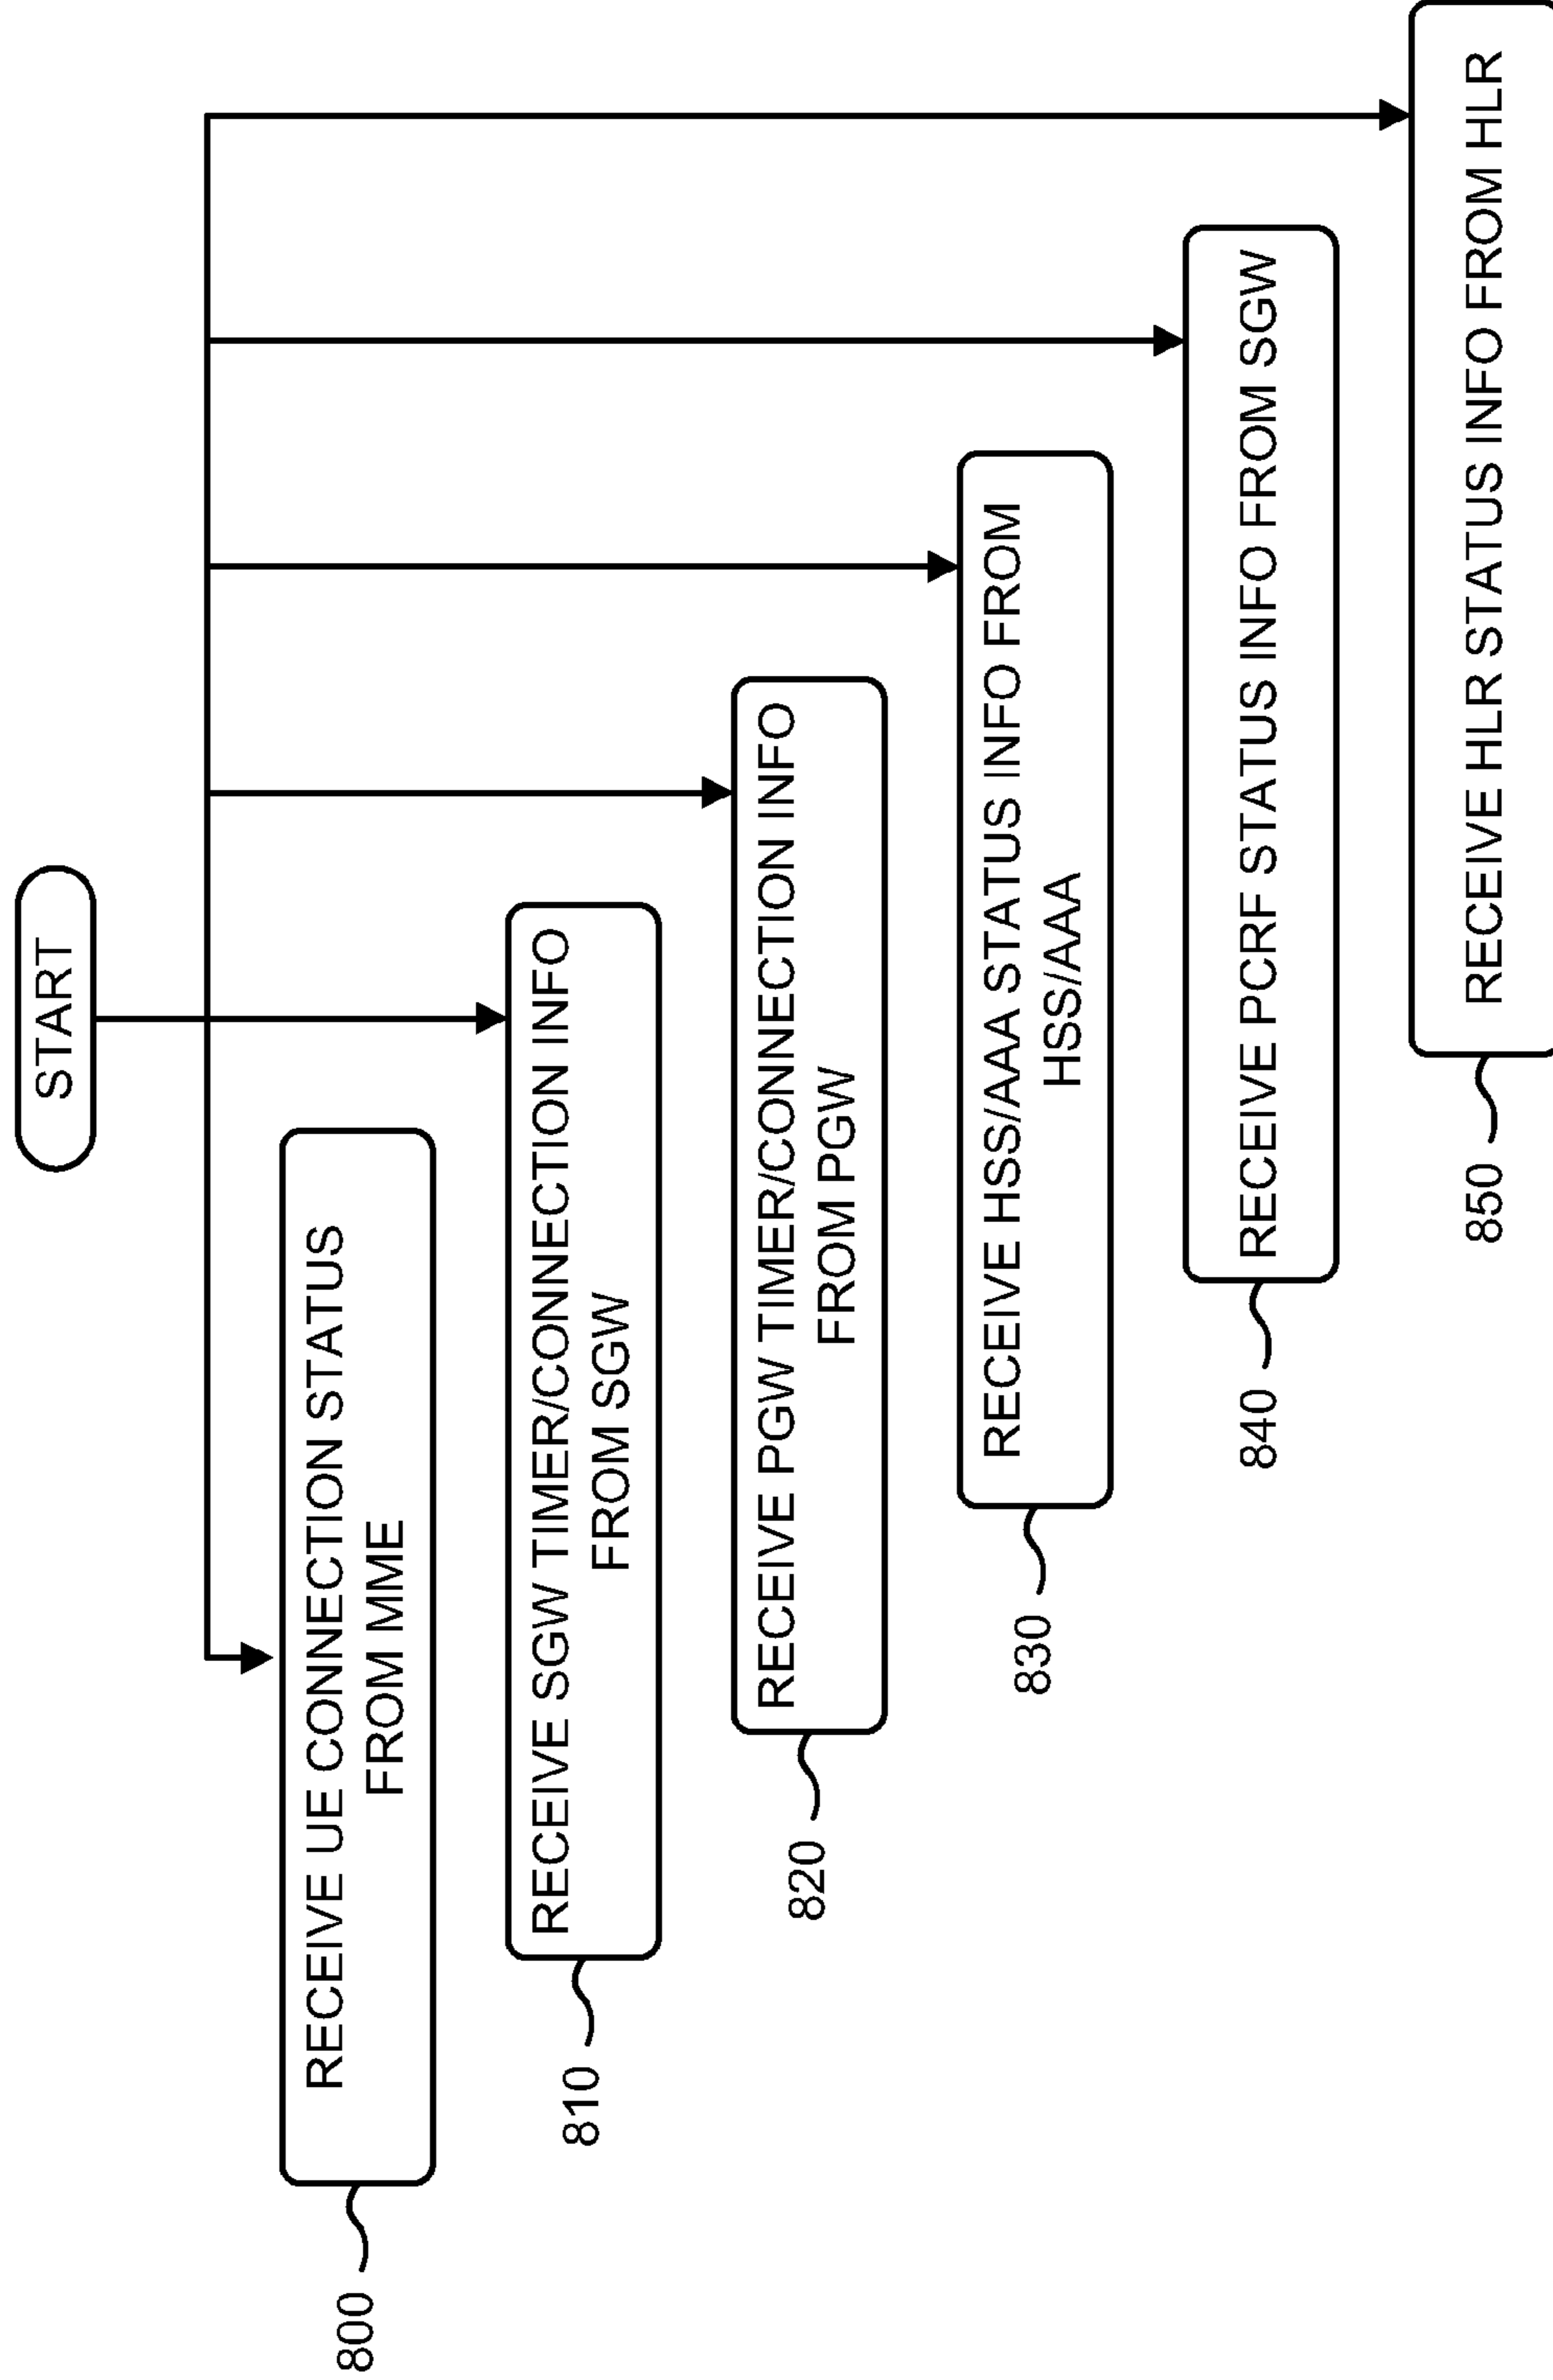 START
RECEIVE UE CONNECTION STATUS
FROM MME
800
RECEIVE SGW TIMER/CONNECTION INFO
FROM SGW
810
RECEIVE PGW TIMER/CONNECTION INFO
FROM PGW
820
RECEIVE HSS/AAA STATUS INFO FROM
HSS/AAA
830
RECEIVE PCRF STATUS INFO FROM SGW
840
RECEIVE HLR STATUS INFO FROM HLR
850